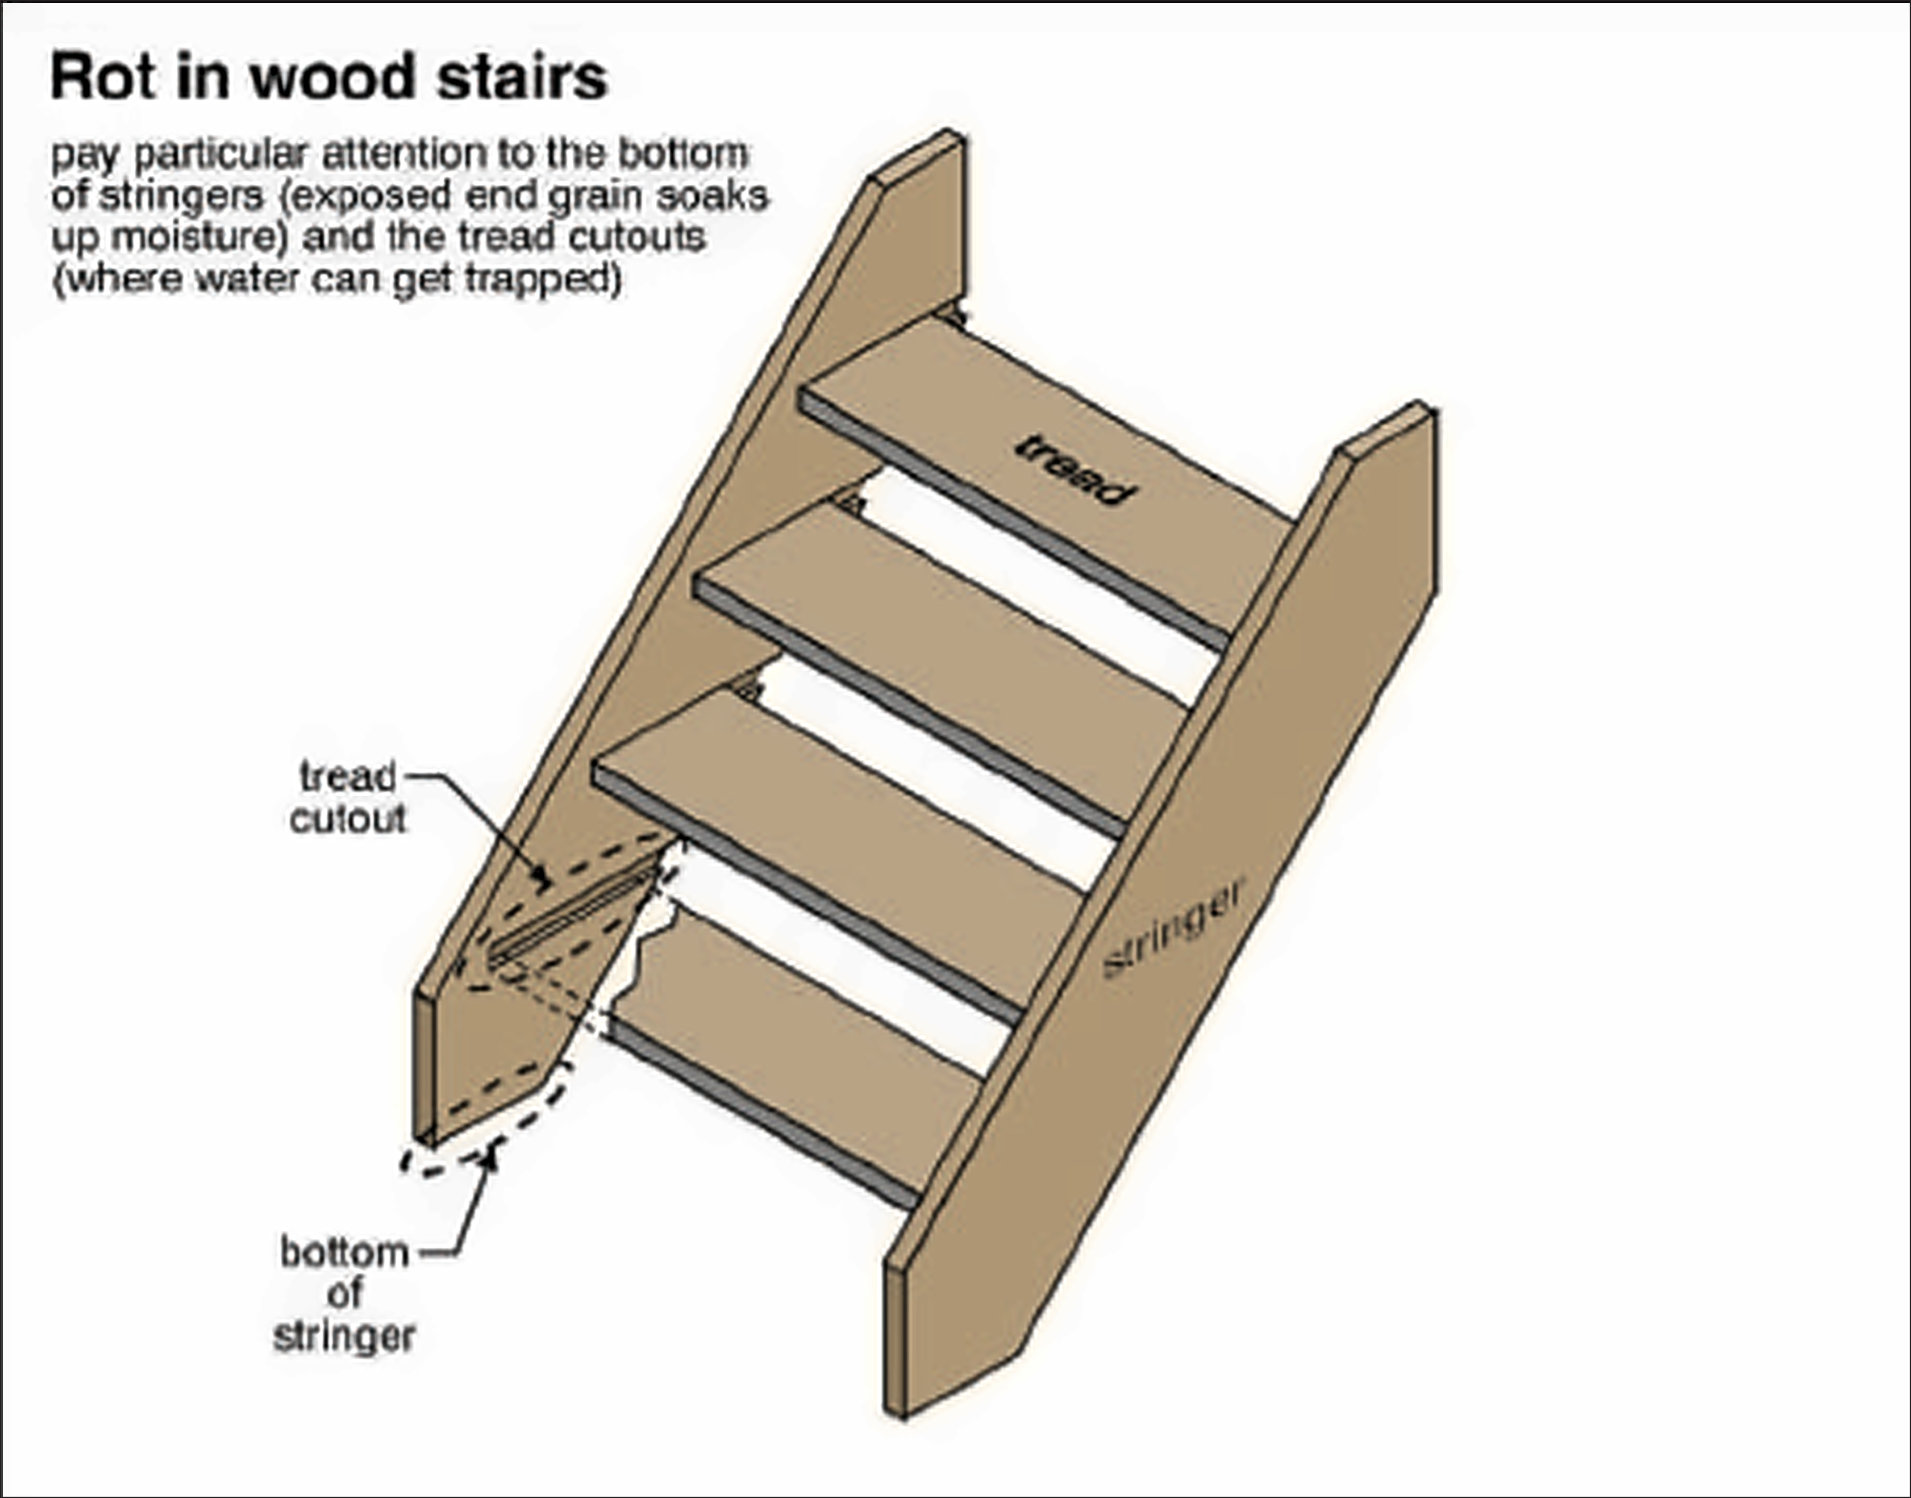 Rot in wood stairs
pay particular attention to the bottom
of stringers (exposed end grain soaks
up moisture) and the tread cutouts
(where water can get trapped)
tread
tread
cutout
stringer
bottom
of
stringer